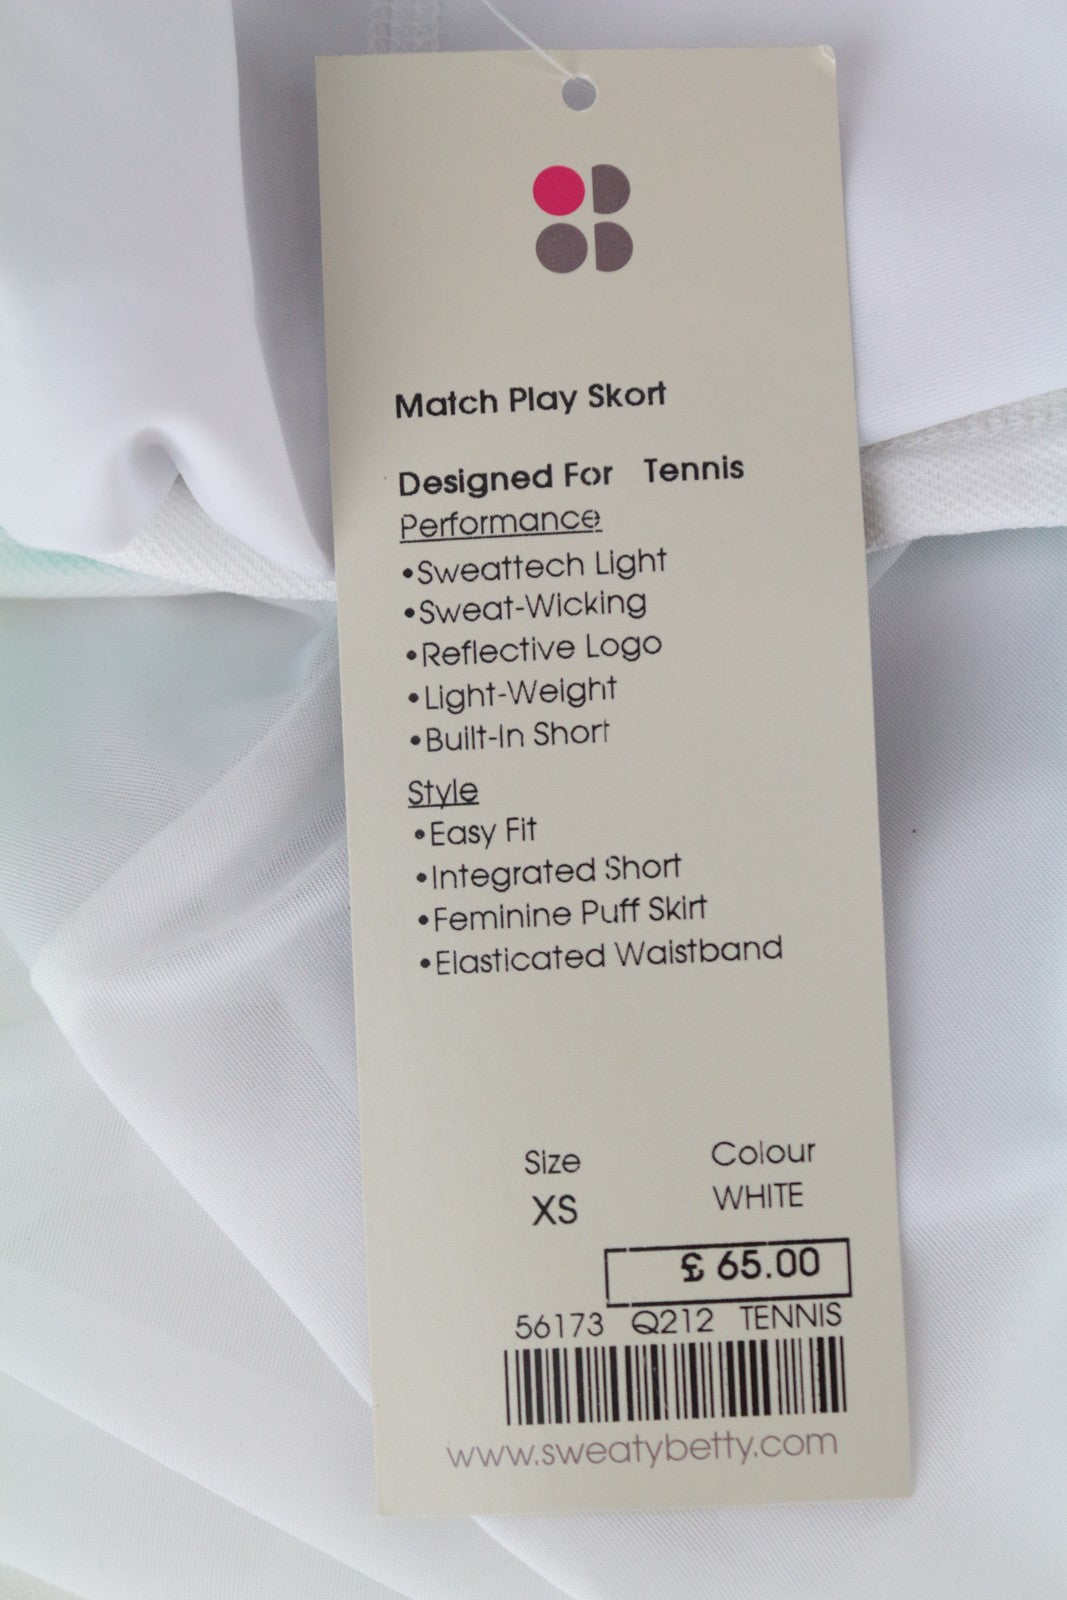 Match Play Skort
Designed For Tennis
Performance
•Sweattech Light
•Sweat-Wicking
•Reflective Logo
•Light-Weight
•Built-In Short
Style
•Easy Fit
•Integrated Short
•Feminine Puff Skirt
•Elasticated Waistband
Size Colour
XS WHITE
£ 65.00
56173 Q212 TENNIS
www.sweatybetty.com